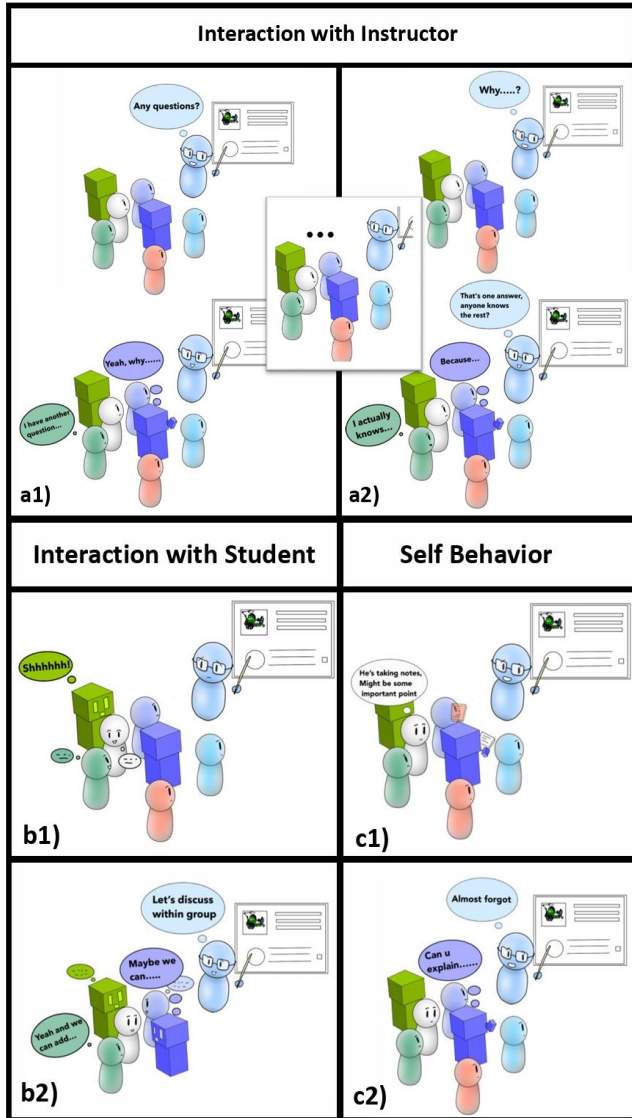 Interaction with Instructor
Any questions?
Why.....?
...
Yeah, why......
I have another
question...
a1)
That's one answer,
anyone knows
the rest?
Because...
I actually
knows...
a2)
Interaction with Student
Self Behavior
Shhhhhh!
b1)
He's taking notes,
Might be some
important point
c1)
Let's discuss
within group
Maybe we
can.....
Yeah and we
can add...
b2)
Almost forgot
Can u
explain......
c2)